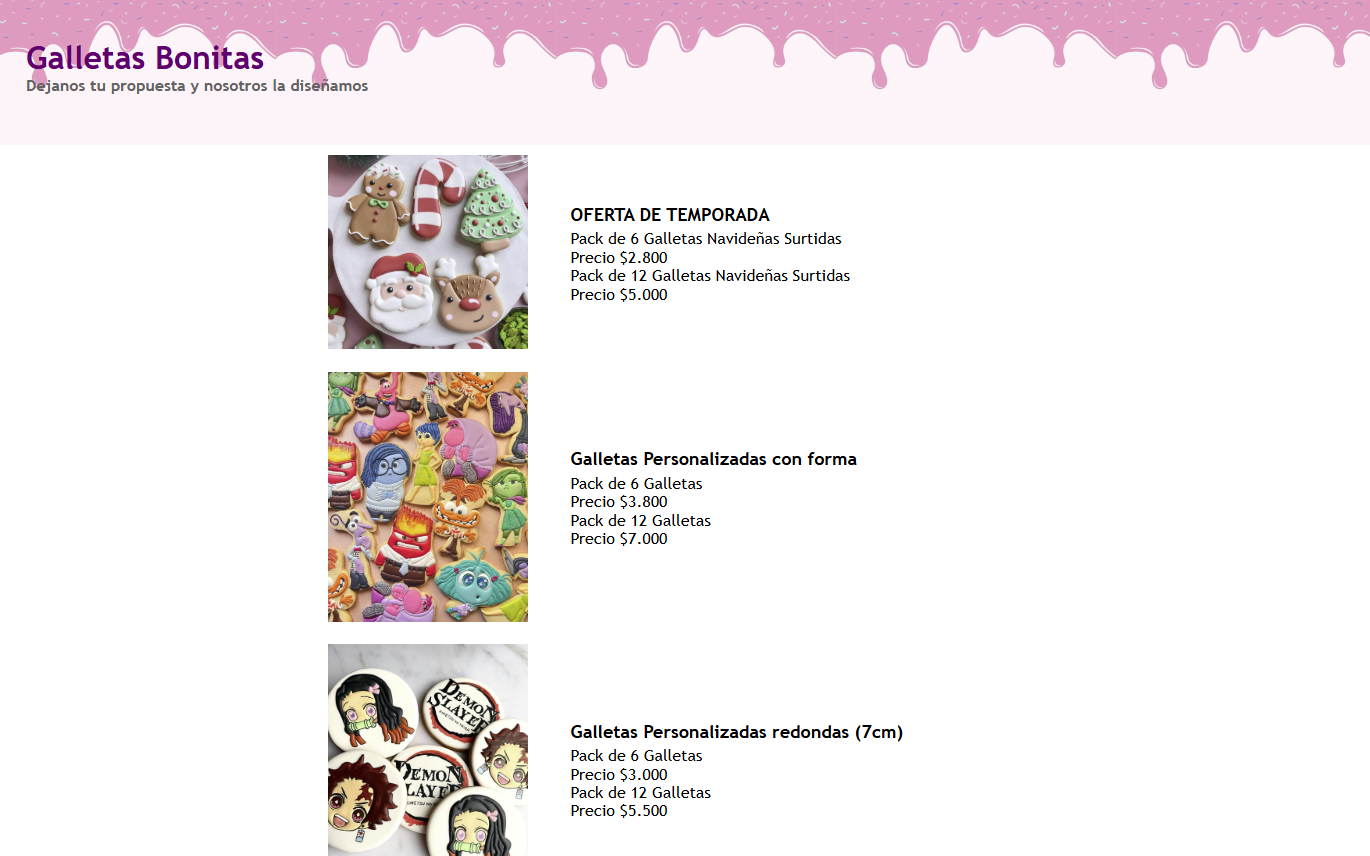 Galletas Bonitas
Dejanos tu propuesta y nosotros la diseñamos
OFERTA DE TEMPORADA
Pack de 6 Galletas Navideñas Surtidas
Precio $2.800
Pack de 12 Galletas Navideñas Surtidas
Precio $5.000
Galletas Personalizadas con forma
Pack de 6 Galletas
Precio $3.800
Pack de 12 Galletas
Precio $7.000
DEMON
SLAYER
DEMON
SLAYER
Galletas Personalizadas redondas (7cm)
Pack de 6 Galletas
Precio $3.000
Pack de 12 Galletas
Precio $5.500